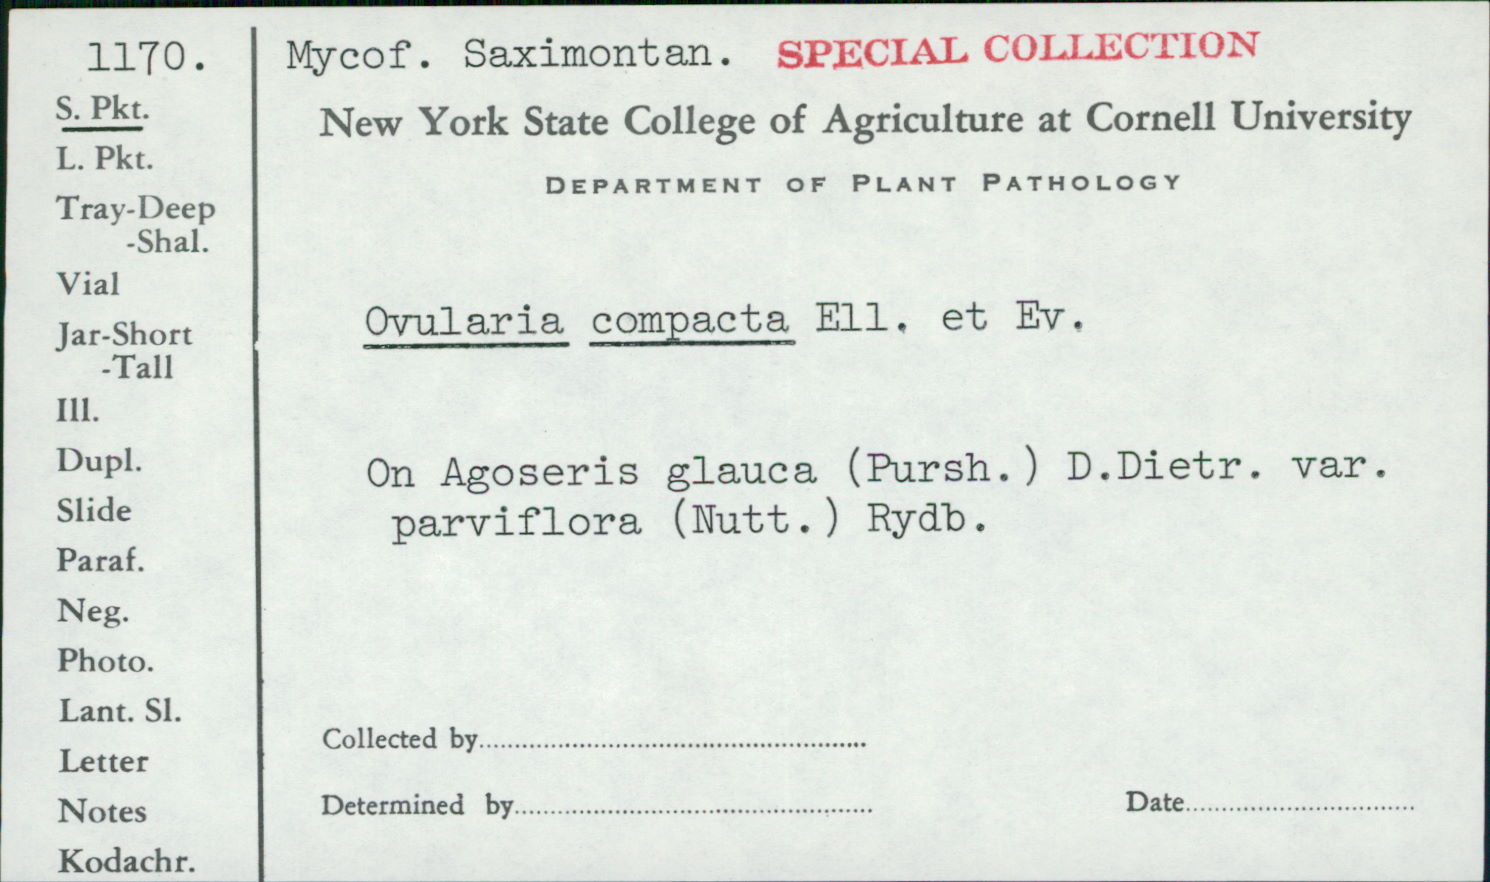 1170.
S. Pkt.
L. Pkt.
Tray-Deep
-Shal.
Vial
Jar-Short
-Tall
Ill.
Dupl.
Slide
Paraf.
Neg.
Photo.
Lant. Sl.
Letter
Notes
Kodachr.
Mycof. Saximontan. SPECIAL COLLECTION
New York State College of Agriculture at Cornell University
DEPARTMENT OF PLANT PATHOLOGY
Ovularia compacta Ell. et Ev.
On Agoseris glauca (Pursh.) D.Dietr. var.
parviflora (Nutt.) Rydb.
Collected by
Determined by
Date